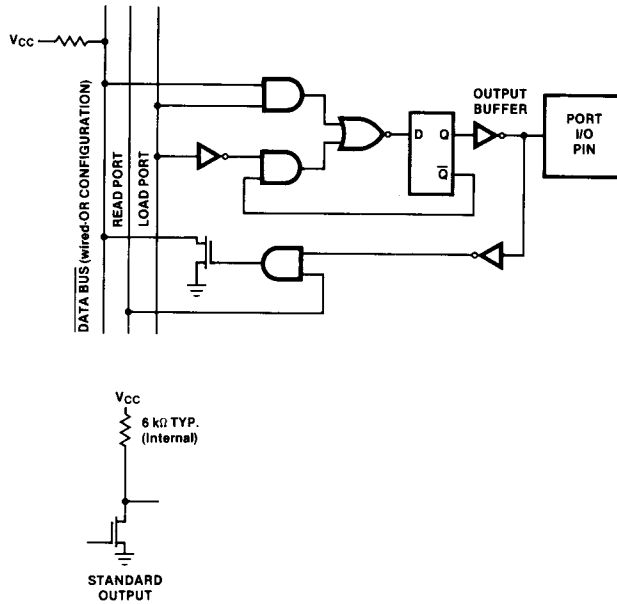 VCC
DATA BUS (wired-OR CONFIGURATION)
READ PORT
LOAD PORT
D
Q
Q̅
OUTPUT
BUFFER
PORT
I/O
PIN
VCC
6 kΩ TYP.
(Internal)
STANDARD
OUTPUT